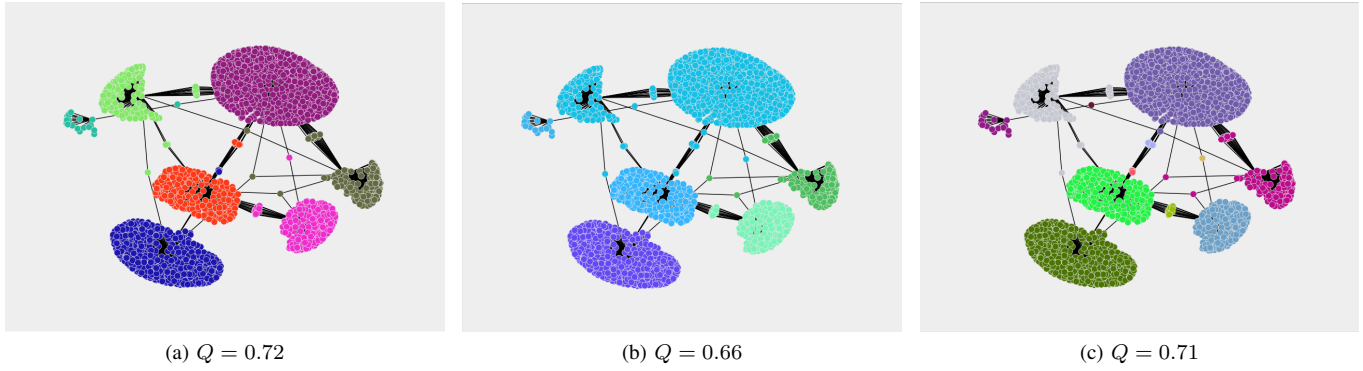 (a) Q = 0.72
(b) Q = 0.66
(c) Q = 0.71